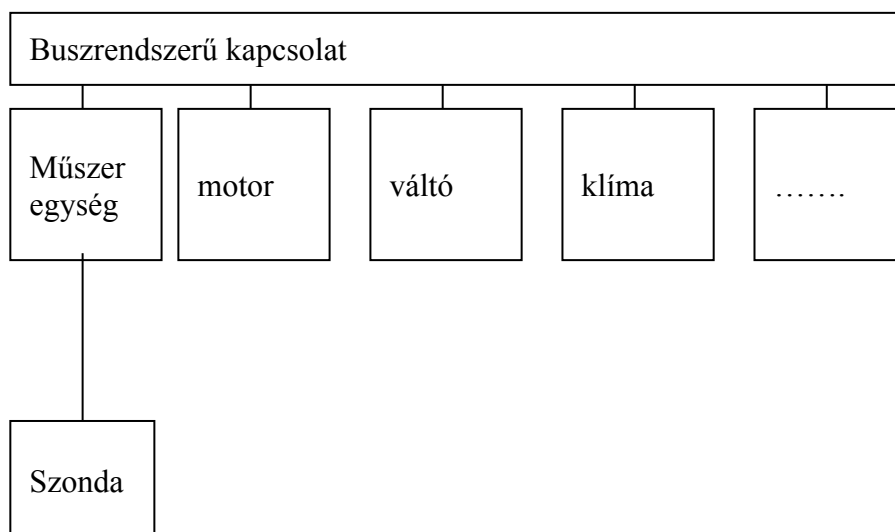 Buszrendszerű kapcsolat
Műszer
egység
motor
váltó
klíma
…….
Szonda